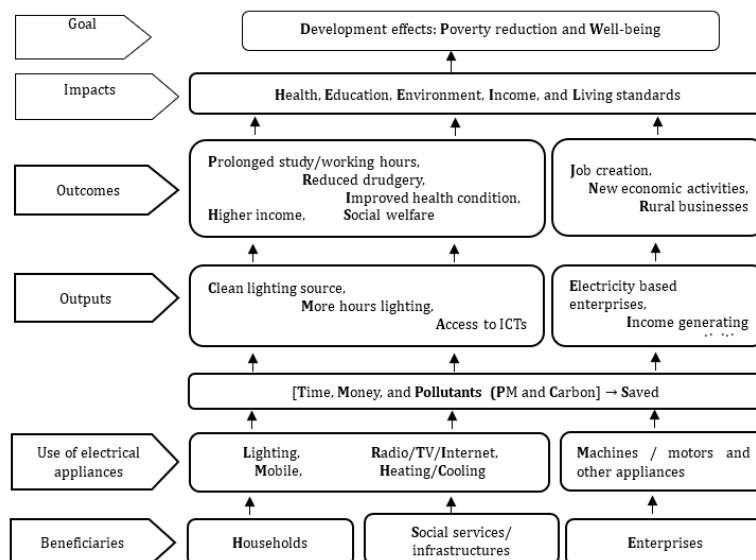 Goal
Development effects: Poverty reduction and Well-being
Impacts
Health, Education, Environment, Income, and Living standards
Outcomes
Prolonged study/working hours,
Reduced drudgery,
Improved health condition,
Higher income, Social welfare
Job creation,
New economic activities,
Rural businesses
Outputs
Clean lighting source,
More hours lighting,
Access to ICTs
Electricity based
enterprises,
Income generating
[Time, Money, and Pollutants (PM and Carbon] → Saved
Use of electrical
appliances
Lighting,
Mobile,
Radio/TV/Internet,
Heating/Cooling
Machines / motors and
other appliances
Beneficiaries
Households
Social services/
infrastructures
Enterprises